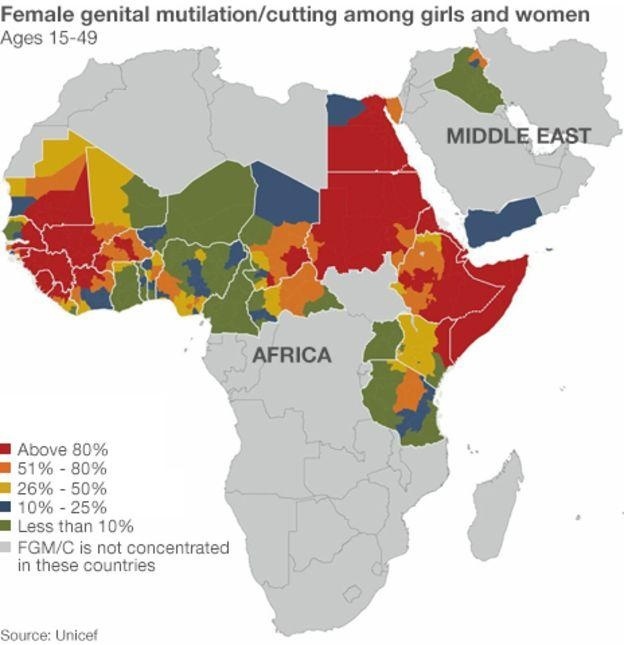 Female genital mutilation/cutting among girls and women
Ages 15-49
MIDDLE EAST
AFRICA
Above 80%
51% - 80%
26% - 50%
10% - 25%
Less than 10%
FGM/C is not concentrated
in these countries
Source: Unicef